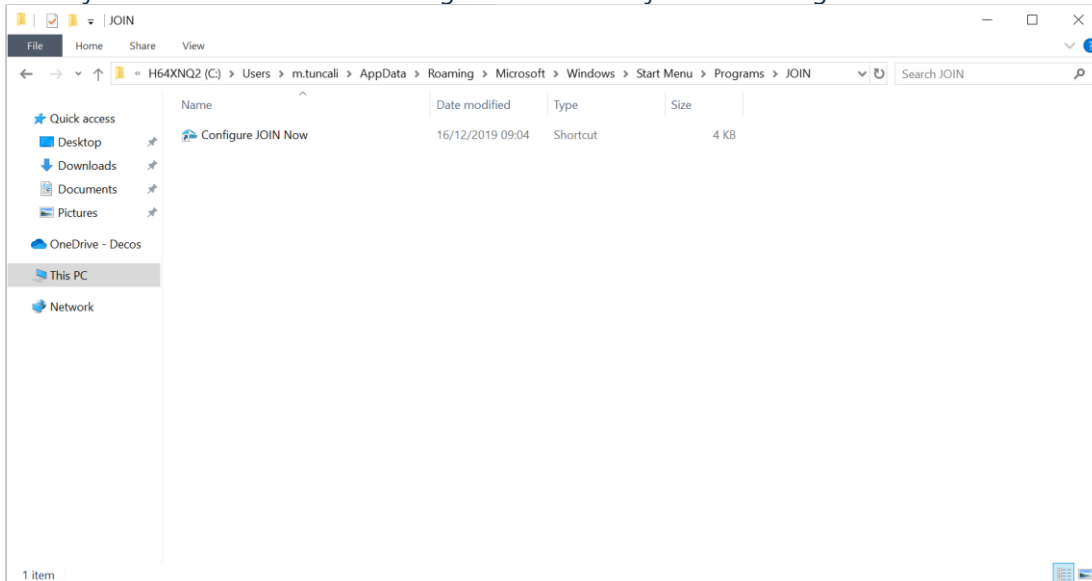 JOIN
File Home Share View
« H64XNQ2 (C:) > Users > m.tuncali > AppData > Roaming > Microsoft > Windows > Start Menu > Programs > JOIN Search JOIN
Name Date modified Type Size
Quick access
Configure JOIN Now 16/12/2019 09:04 Shortcut 4 KB
Desktop
Downloads
Documents
Pictures
OneDrive - Decos
This PC
Network
1 item